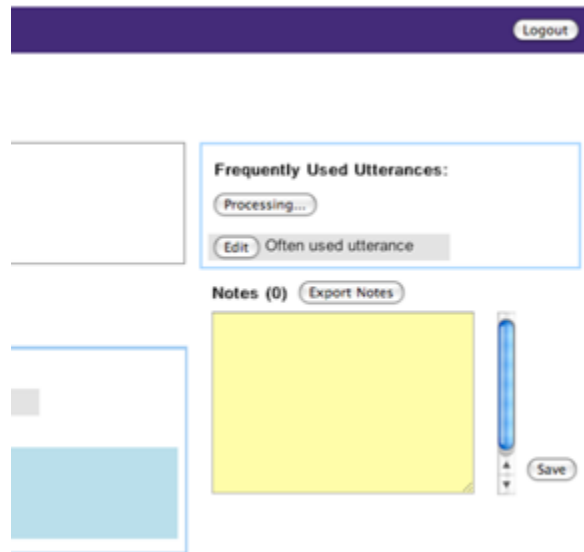 Logout
Frequently Used Utterances:
Processing...
Edit Often used utterance
Notes (0) Export Notes
Save